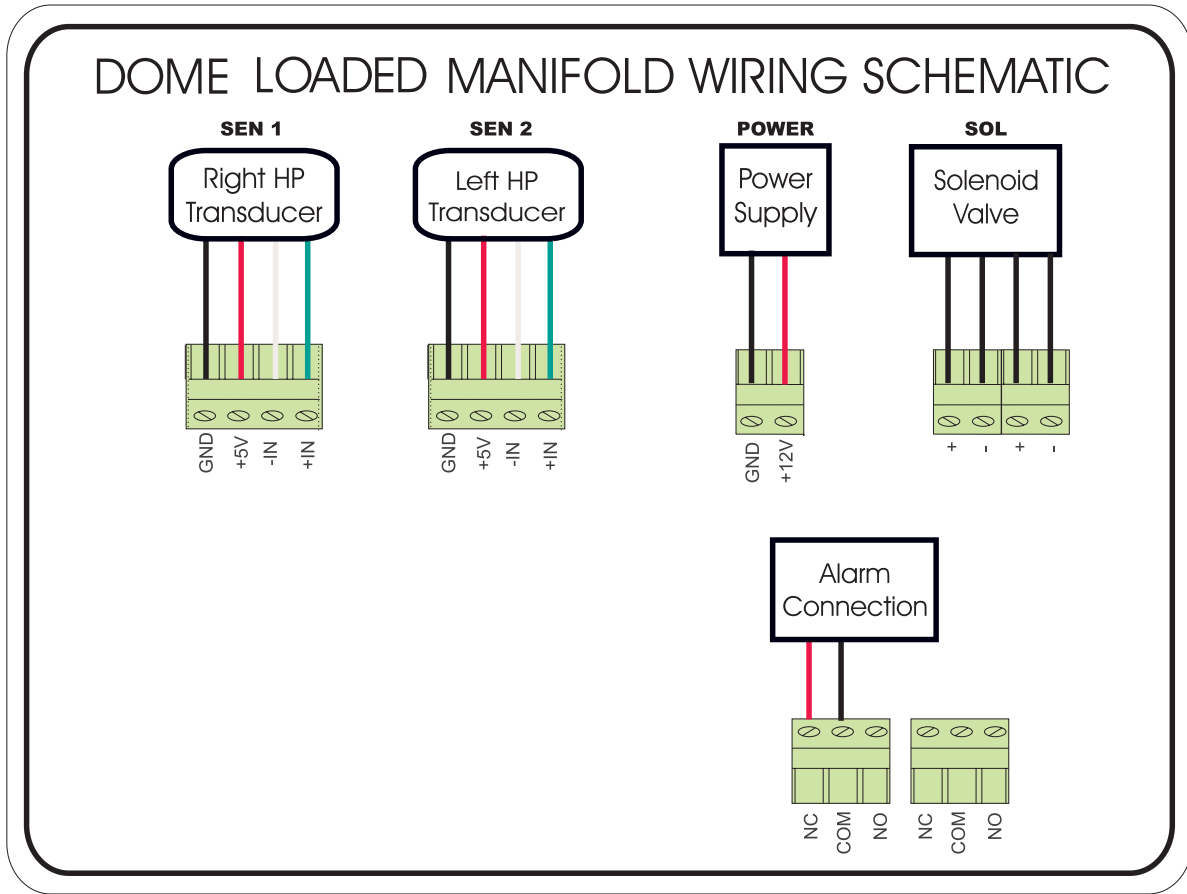 DOME LOADED MANIFOLD WIRING SCHEMATIC
SEN 1
Right HP
Transducer
GND +5V -IN +IN
SEN 2
Left HP
Transducer
GND +5V -IN +IN
POWER
Power
Supply
GND +12V
SOL
Solenoid
Valve
+ - + -
Alarm
Connection
NC COM NO
NC COM NO